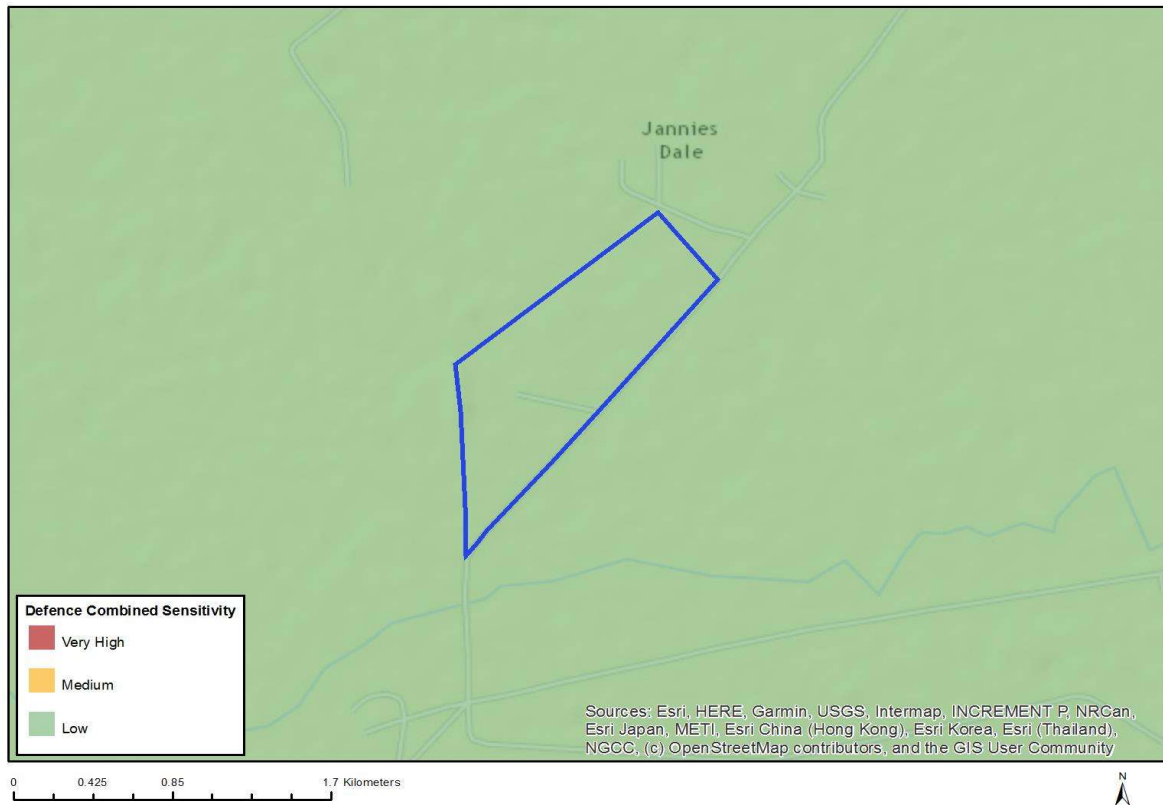 Jannies
Dale
Defence Combined Sensitivity
Very High
Medium
Low
Sources: Esri, HERE, Garmin, USGS, Intermap, INCREMENT P, NRCan,
Esri Japan, METI, Esri China (Hong Kong), Esri Korea, Esri (Thailand),
NGCC, (c) OpenStreetMap contributors, and the GIS User Community
0 0.425 0.85 1.7 Kilometers
N